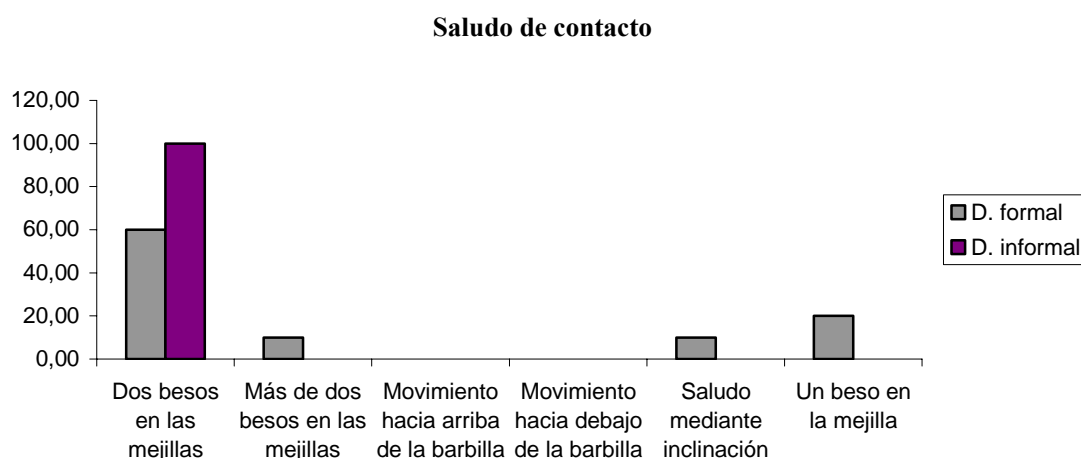 Saludo de contacto
120,00
100,00
80,00
60,00
40,00
20,00
0,00
Dos besos
en las
mejillas
Más de dos
besos en las
mejillas
Movimiento
hacia arriba
de la barbilla
Movimiento
hacia debajo
de la barbilla
Saludo
mediante
inclinación
Un beso en
la mejilla
D. formal
D. informal